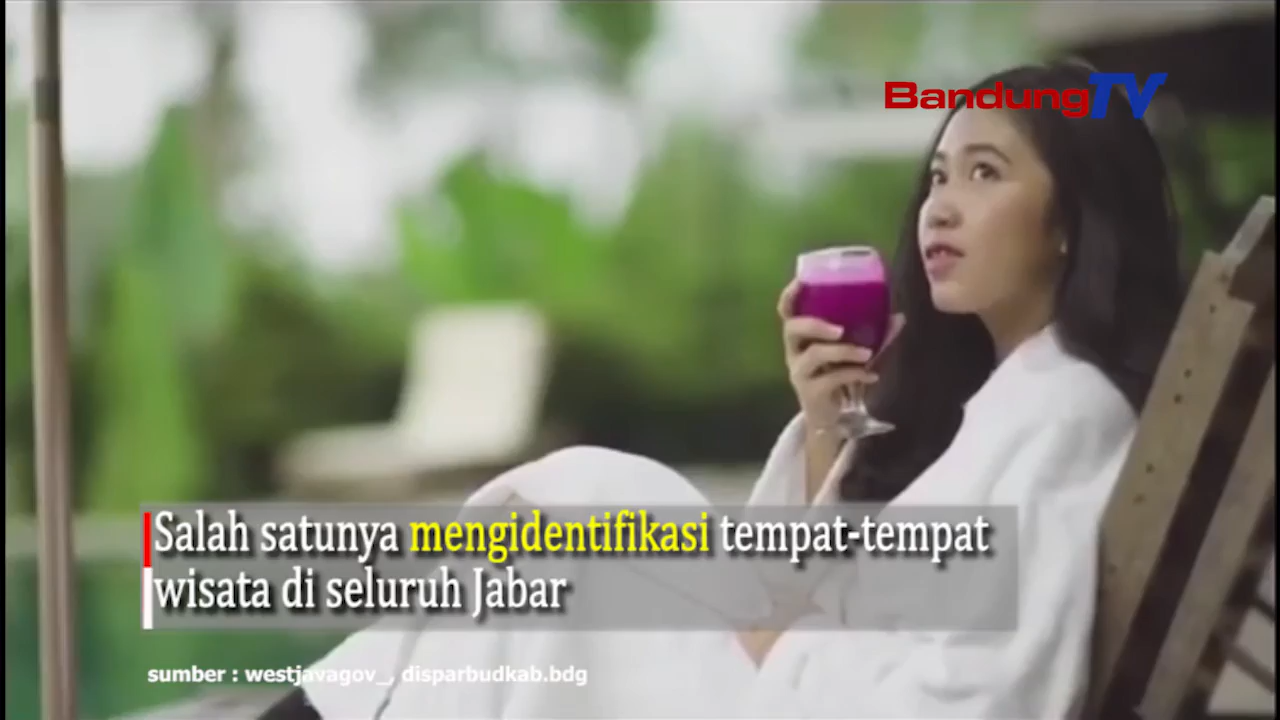 BandungTV
Salah satunya mengidentifikasi tempat-tempat
wisata di seluruh Jabar
sumber : westjavagov_, disparbudkab.bdg